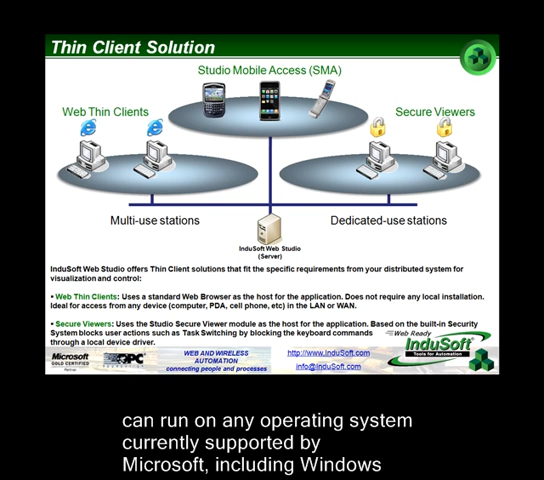 Thin Client Solution
Studio Mobile Access (SMA)
Web Thin Clients
Secure Viewers
Multi-use stations
Dedicated-use stations
InduSoft Web Studio
(Server)
InduSoft Web Studio offers Thin Client solutions that fit the specific requirements from your distributed system for
visualization and control:
• Web Thin Clients: Uses a standard Web Browser as the host for the application. Does not require any local installation.
Ideal for access from any device (computer, PDA, cell phone, etc) in the LAN or WAN.
• Secure Viewers: Uses the Studio Secure Viewer module as the host for the application. Based on the built-in Security
System blocks user actions such as Task Switching by blocking the keyboard commands
through a local device driver.
Web Ready
InduSoft
Tools for Automation
Microsoft
GOLD CERTIFIED
Partner
OPC
FOUNDATION
WEB AND WIRELESS
AUTOMATION
connecting people and processes
http://www.InduSoft.com
info@InduSoft.com
can run on any operating system
currently supported by
Microsoft, including Windows